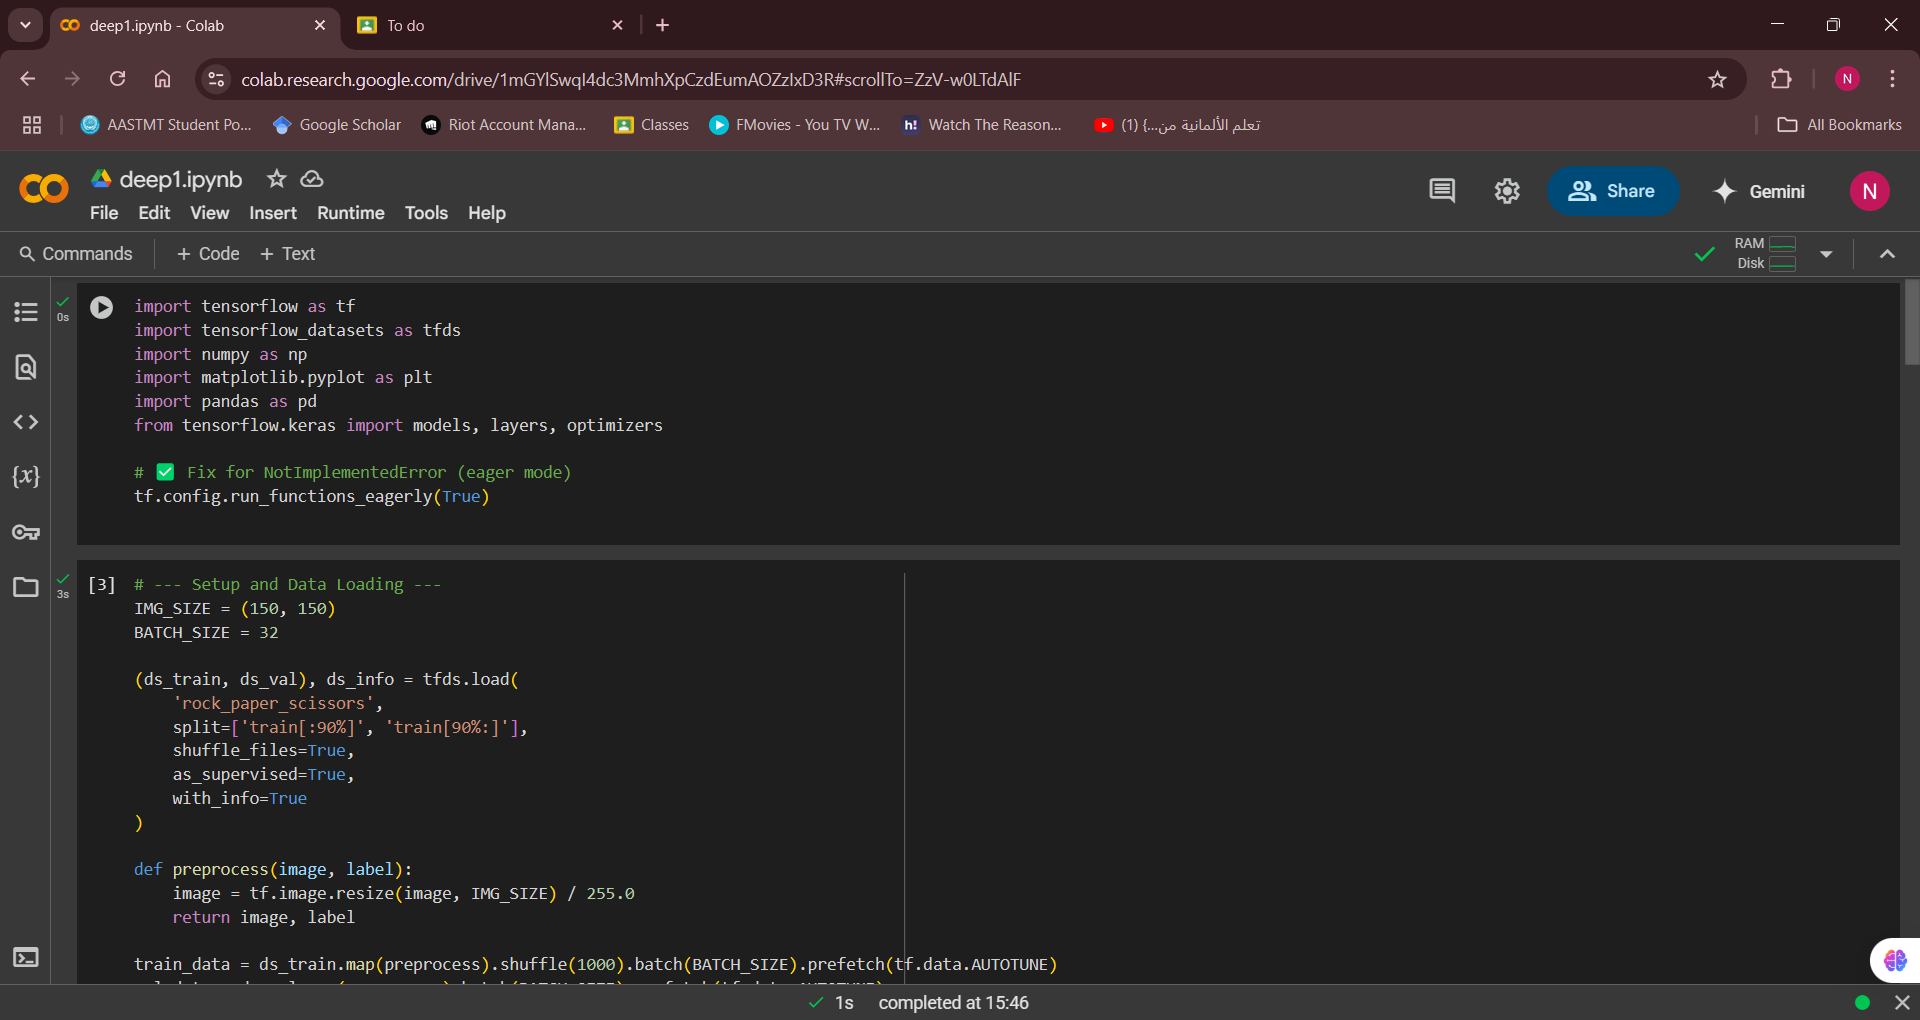 deep1.ipynb - Colab
To do
colab.research.google.com/drive/1mGYlSwqI4dc3MmhXpCzdEumAOZzIxD3R#scrollTo=ZzV-w0LTdAlF
N
AASTMT Student Po...
Google Scholar
Riot Account Mana...
Classes
FMovies - You TV W...
Watch The Reason...
تعلم الألمانية من...} (1)
All Bookmarks
deep1.ipynb
File Edit View Insert Runtime Tools Help
Share
Gemini
N
Commands
+ Code
+ Text
RAM
Disk
0s
import tensorflow as tf
import tensorflow_datasets as tfds
import numpy as np
import matplotlib.pyplot as plt
import pandas as pd
from tensorflow.keras import models, layers, optimizers
# ✅ Fix for NotImplementedError (eager mode)
tf.config.run_functions_eagerly(True)
3s
[3]
# --- Setup and Data Loading ---
IMG_SIZE = (150, 150)
BATCH_SIZE = 32
(ds_train, ds_val), ds_info = tfds.load(
'rock_paper_scissors',
split=['train[:90%]', 'train[90%:]'],
shuffle_files=True,
as_supervised=True,
with_info=True
)
def preprocess(image, label):
image = tf.image.resize(image, IMG_SIZE) / 255.0
return image, label
train_data = ds_train.map(preprocess).shuffle(1000).batch(BATCH_SIZE).prefetch(tf.data.AUTOTUNE)
1s completed at 15:46